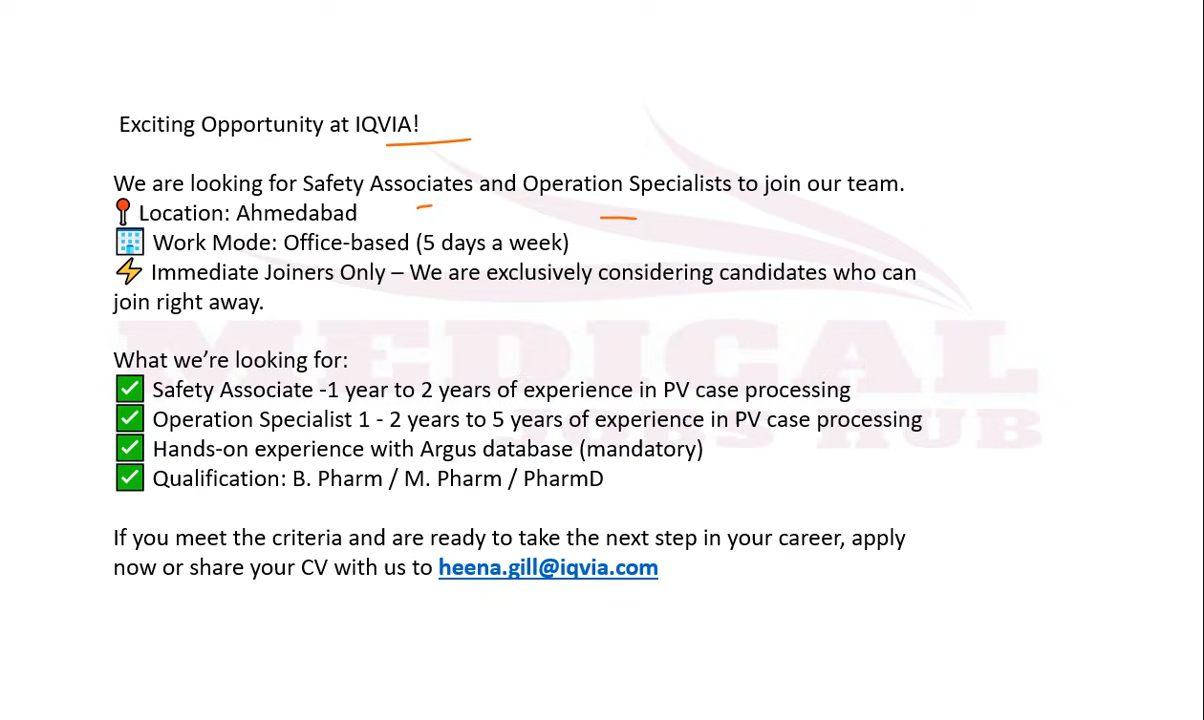 Exciting Opportunity at IQVIA!
We are looking for Safety Associates and Operation Specialists to join our team.
📍 Location: Ahmedabad
🏢 Work Mode: Office-based (5 days a week)
⚡ Immediate Joiners Only – We are exclusively considering candidates who can
join right away.
What we’re looking for:
✅ Safety Associate -1 year to 2 years of experience in PV case processing
✅ Operation Specialist 1 - 2 years to 5 years of experience in PV case processing
✅ Hands-on experience with Argus database (mandatory)
✅ Qualification: B. Pharm / M. Pharm / PharmD
If you meet the criteria and are ready to take the next step in your career, apply
now or share your CV with us to heena.gill@iqvia.com
MEDICAL
JOBS HUB